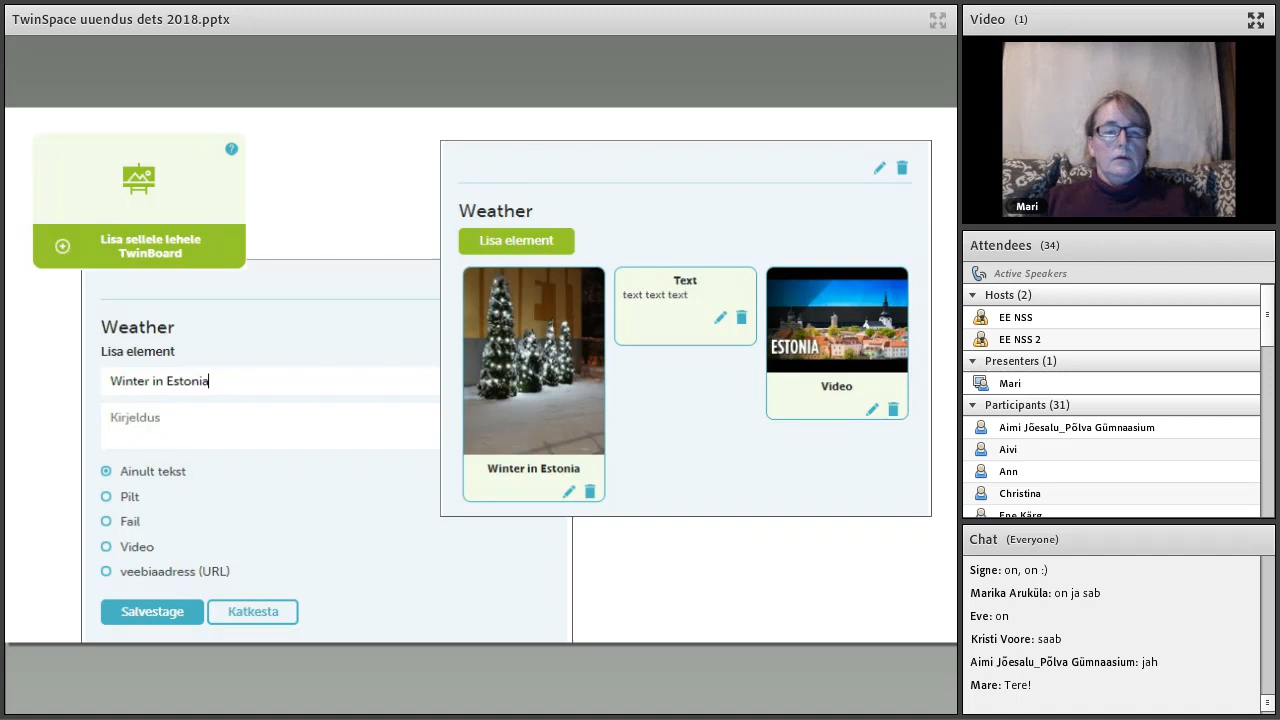 TwinSpace uuendus dets 2018.pptx
?
Lisa sellele lehele
TwinBoard
Weather
Lisa element
Winter in Estonia
Kirjeldus
Ainult tekst
Pilt
Fail
Video
veebiaadress (URL)
Salvestage
Katkesta
Weather
Lisa element
Winter in Estonia
Text
text text text
ESTONIA
Video
Video (1)
Mari
Attendees (34)
Active Speakers
Hosts (2)
EE NSS
EE NSS 2
Presenters (1)
Mari
Participants (31)
Aimi Jõesalu_Põlva Gümnaasium
Aivi
Ann
Christina
Ene Kärg
Chat (Everyone)
Signe: on, on :)
Marika Aruküla: on ja sab
Eve: on
Kristi Voore: saab
Aimi Jõesalu_Põlva Gümnaasium: jah
Mare: Tere!